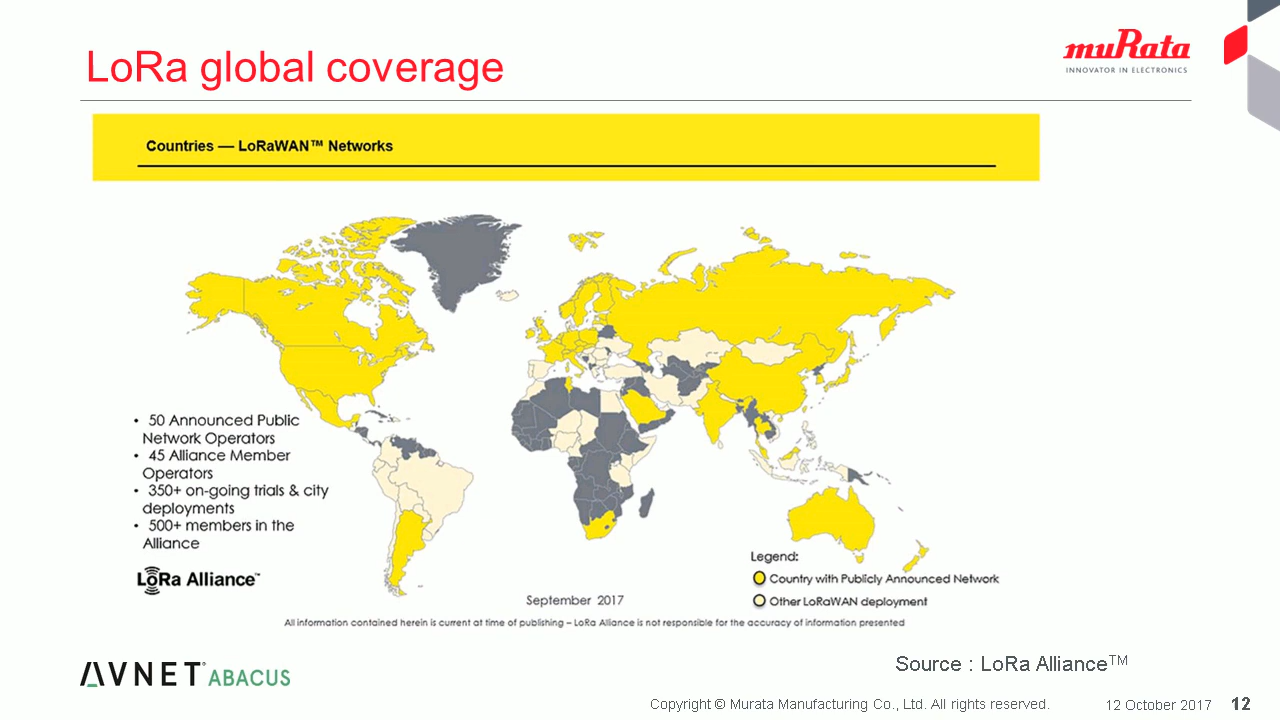 LoRa global coverage
muRata
INNOVATOR IN ELECTRONICS
Countries — LoRaWAN™ Networks
• 50 Announced Public
Network Operators
• 45 Alliance Member
Operators
• 350+ on-going trials & city
deployments
• 500+ members in the
Alliance
LoRa Alliance™
Legend:
Country with Publicly Announced Network
Other LoRaWAN deployment
September 2017
All information contained herein is current at time of publishing – LoRa Alliance is not responsible for the accuracy of information presented
Source : LoRa Alliance™
AVNET® ABACUS
Copyright © Murata Manufacturing Co., Ltd. All rights reserved.
12 October 2017
12